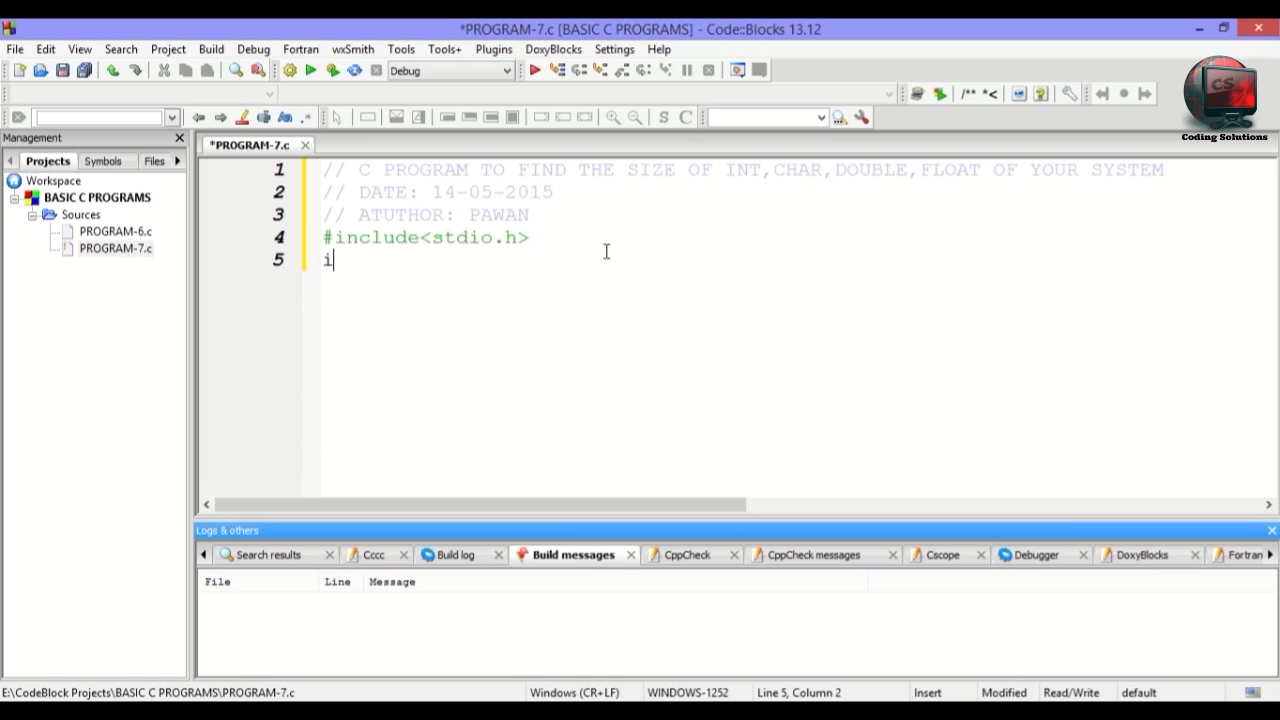 *PROGRAM-7.c [BASIC C PROGRAMS] - Code::Blocks 13.12
File Edit View Search Project Build Debug Fortran wxSmith Tools Tools+ Plugins DoxyBlocks Settings Help
Debug
/** *<
S C
CS
Coding Solutions
Management
*PROGRAM-7.c
Projects Symbols Files
Workspace
BASIC C PROGRAMS
Sources
PROGRAM-6.c
PROGRAM-7.c
1 // C PROGRAM TO FIND THE SIZE OF INT,CHAR,DOUBLE,FLOAT OF YOUR SYSTEM
2 // DATE: 14-05-2015
3 // ATUTHOR: PAWAN
4 #include<stdio.h>
5 i
Logs & others
Search results Cccc Build log Build messages CppCheck CppCheck messages Cscope Debugger DoxyBlocks Fortran
File Line Message
E:\CodeBlock Projects\BASIC C PROGRAMS\PROGRAM-7.c Windows (CR+LF) WINDOWS-1252 Line 5, Column 2 Insert Modified Read/Write default